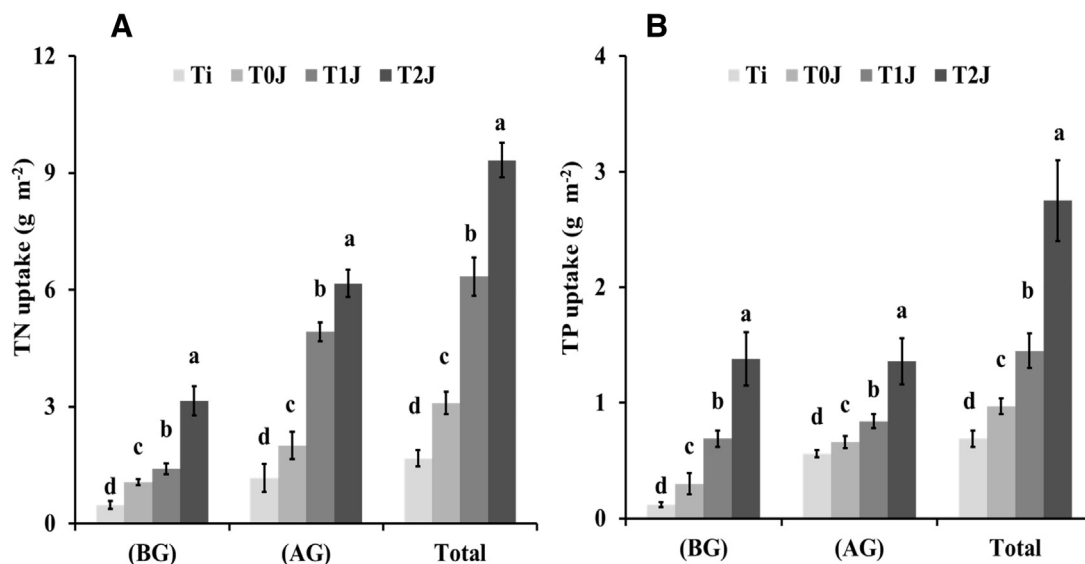 A
Ti T0J T1J T2J
TN uptake (g m-2)
12
9
6
3
0
d c b a
d c b a
d c b a
(BG) (AG) Total
B
Ti T0J T1J T2J
TP uptake (g m-2)
4
3
2
1
0
d c b a
d c b a
d c b a
(BG) (AG) Total